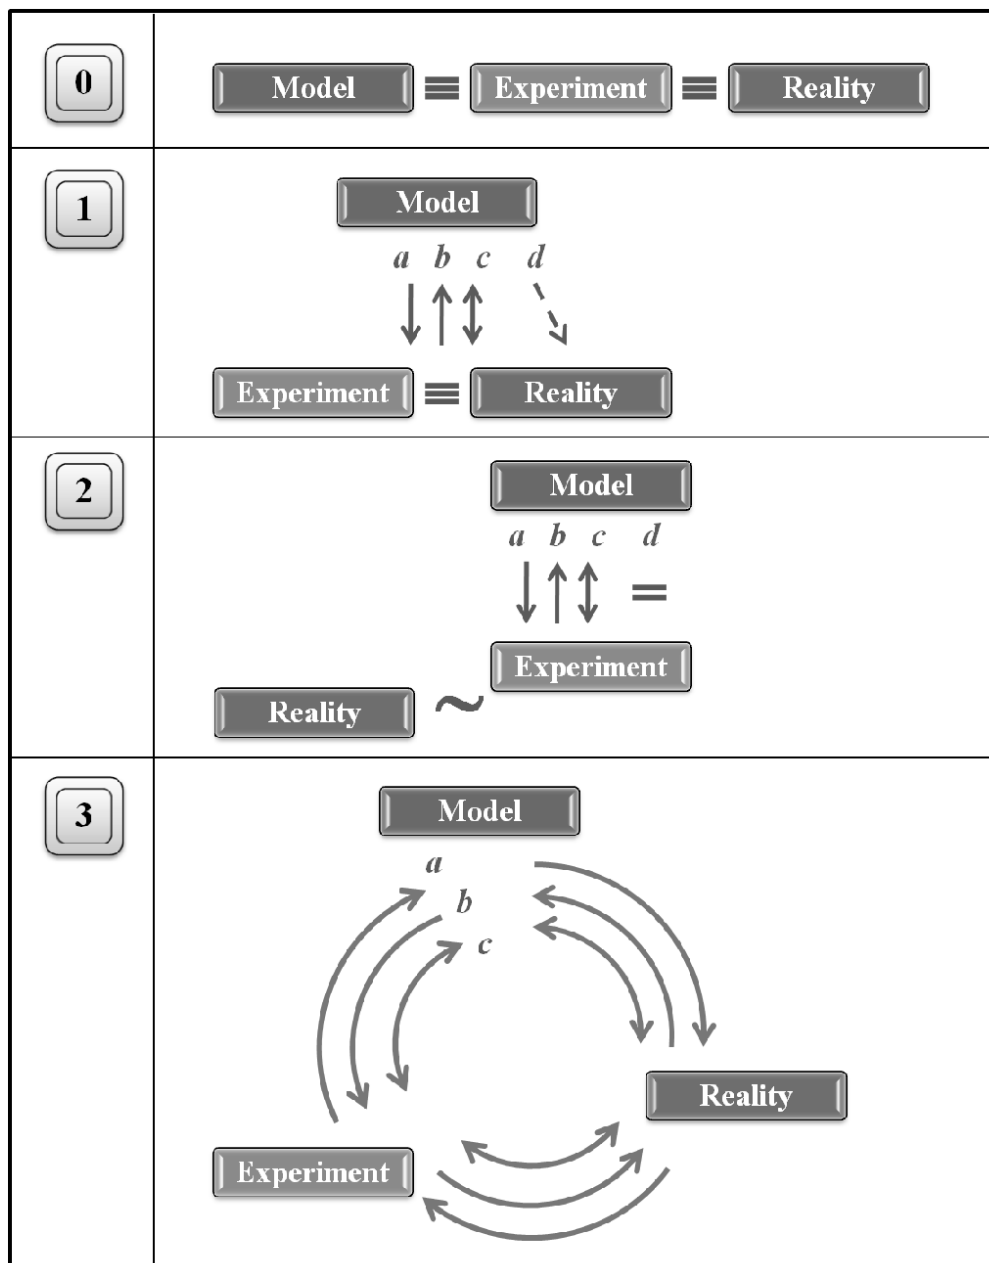 0
Model ≡ Experiment ≡ Reality
1
Model
a b c d
Experiment ≡ Reality
2
Model
a b c d
=
Experiment
Reality ~
3
Model
a
b
c
Reality
Experiment